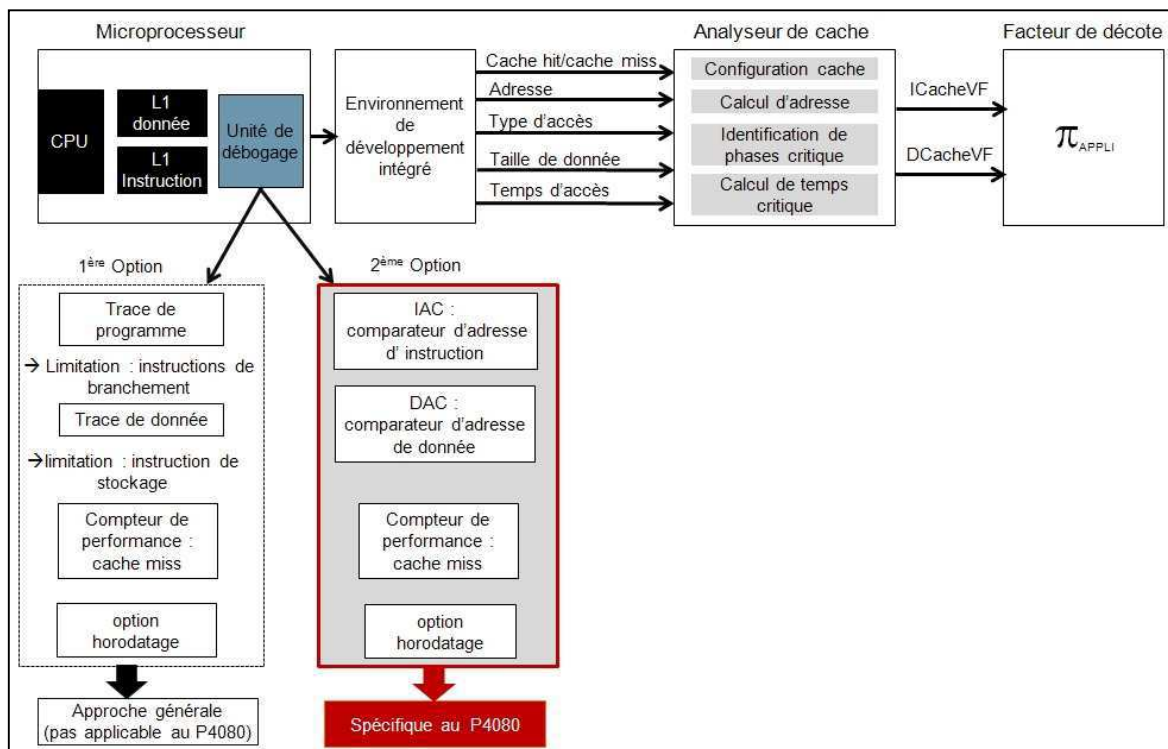 Microprocesseur
Analyseur de cache
Facteur de décote
CPU
L1
donnée
L1
Instruction
Unité de
débogage
Environnement
de
développement
intégré
Cache hit/cache miss
Adresse
Type d'accès
Taille de donnée
Temps d'accès
Configuration cache
Calcul d'adresse
Identification de
phases critique
Calcul de temps
critique
ICacheVF
DCacheVF
πAPPLI
1ère Option
Trace de
programme
→ Limitation : instructions de
branchement
Trace de donnée
→limitation : instruction de
stockage
Compteur de
performance :
cache miss
option
horodatage
Approche générale
(pas applicable au P4080)
2ème Option
IAC :
comparateur d'adresse
d' instruction
DAC :
comparateur d'adresse
de donnée
Compteur de
performance :
cache miss
option
horodatage
Spécifique au P4080